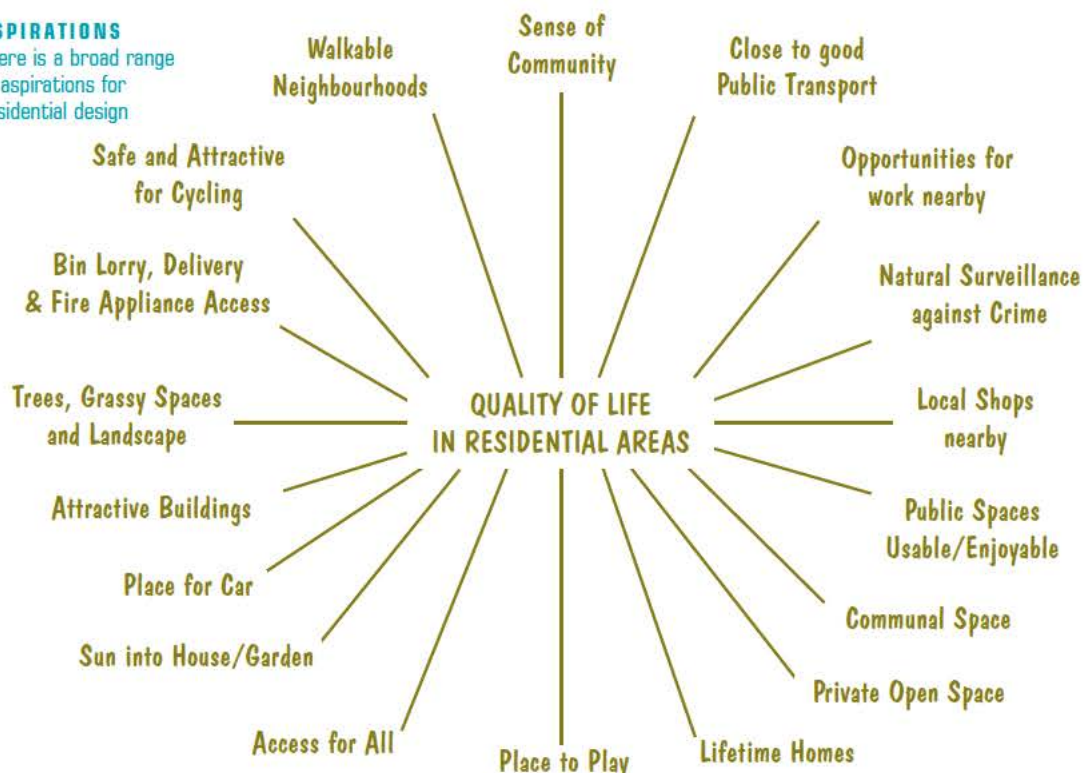 SPIRATIONS
ere is a broad range
aspirations for
sidential design
Sense of
Community
Close to good
Public Transport
Opportunities for
work nearby
Natural Surveillance
against Crime
Local Shops
nearby
Public Spaces
Usable/Enjoyable
Communal Space
Private Open Space
Lifetime Homes
Place to Play
Access for All
Sun into House/Garden
Place for Car
Attractive Buildings
Trees, Grassy Spaces
and Landscape
Bin Lorry, Delivery
& Fire Appliance Access
Safe and Attractive
for Cycling
Walkable
Neighbourhoods
QUALITY OF LIFE
IN RESIDENTIAL AREAS